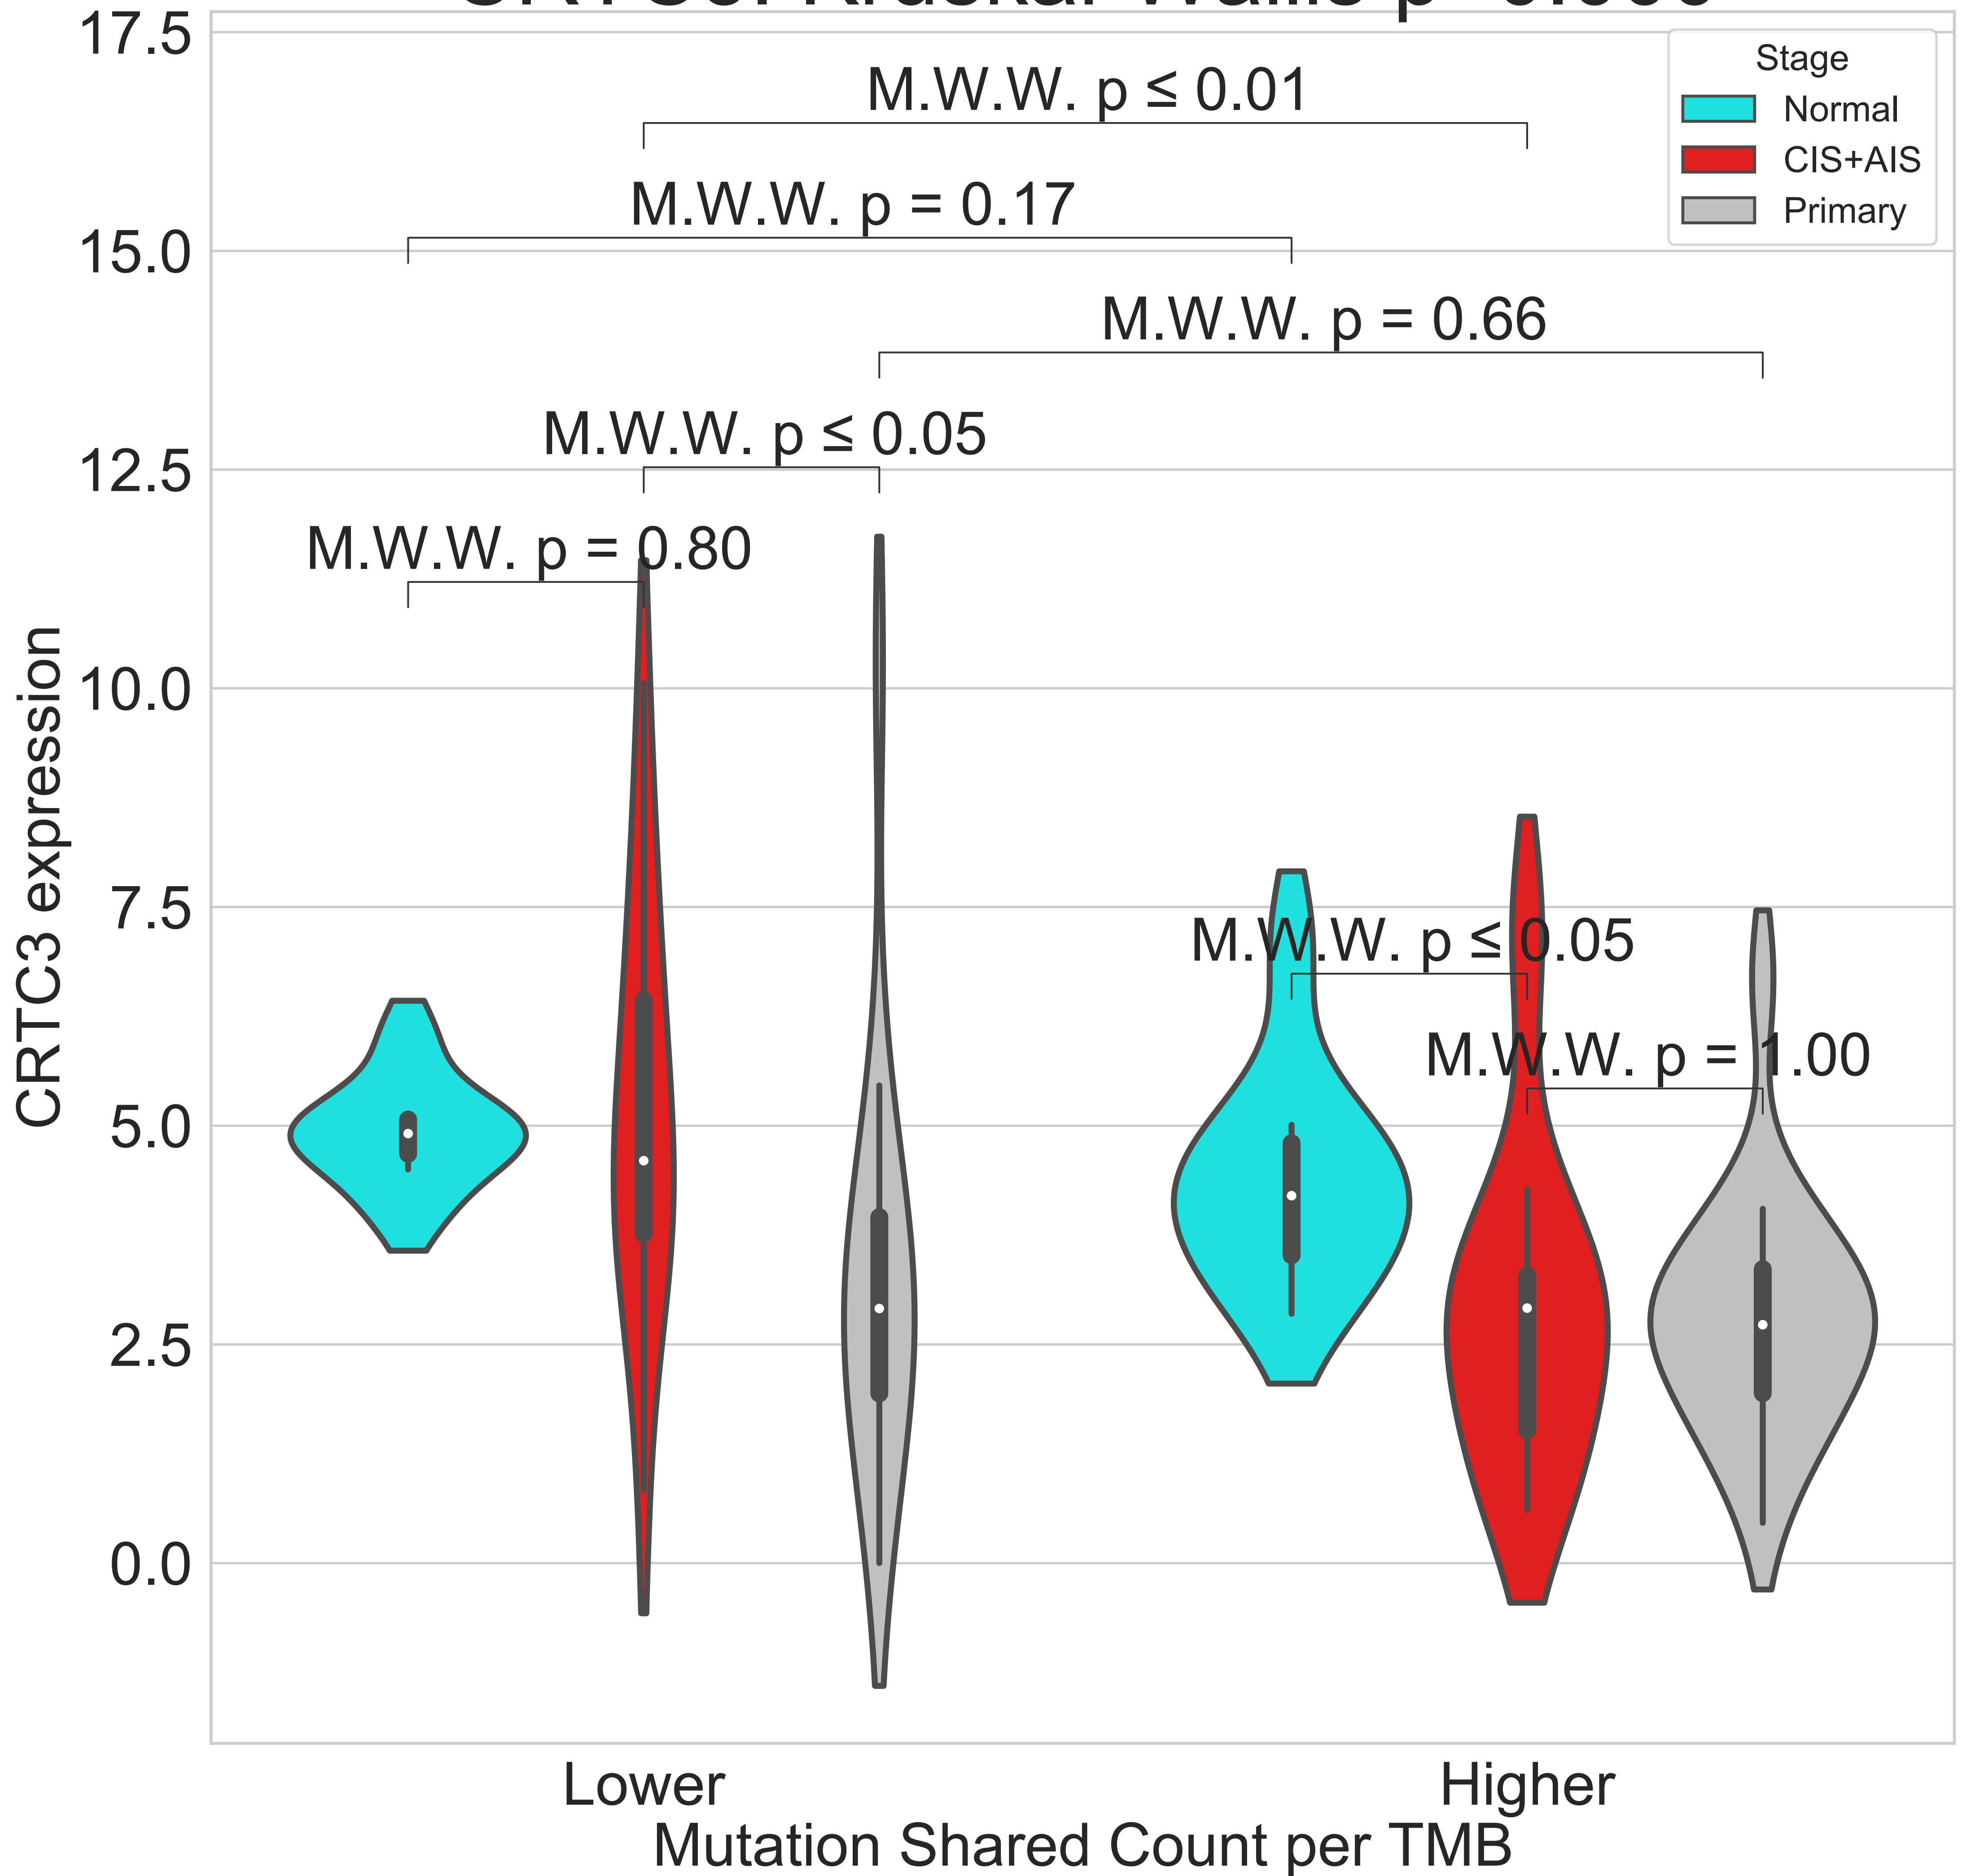 17.5
Stage
Normal
CIS+AIS
Primary
M.W.W. p ≤ 0.01
M.W.W. p = 0.17
15.0
M.W.W. p = 0.66
M.W.W. p ≤ 0.05
12.5
M.W.W. p = 0.80
10.0
7.5
M.W.W. p ≤ 0.05
M.W.W. p = 1.00
5.0
2.5
0.0
CRTC3 expression
Lower
Higher
Mutation Shared Count per TMB